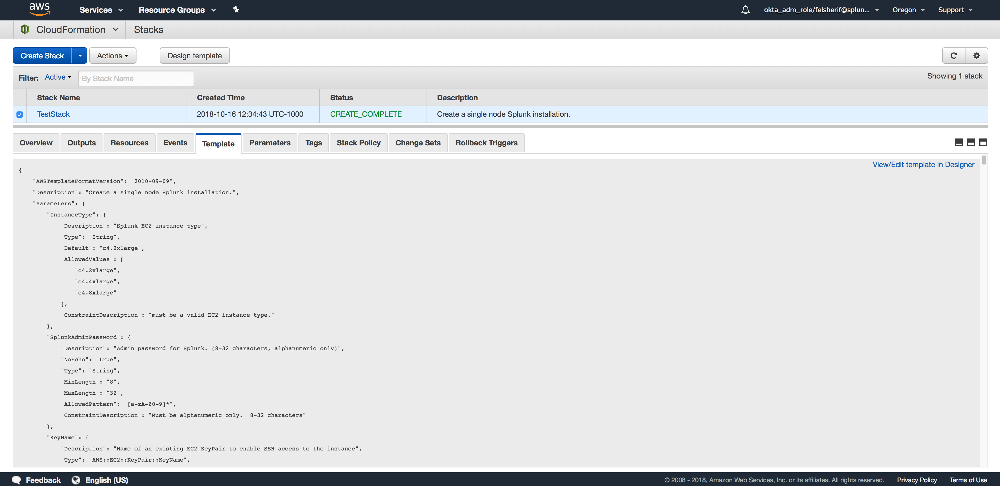 aws Services Resource Groups okta_adm_role/felsherif@splun... Oregon Support
CloudFormation Stacks
Create Stack Actions Design template
Filter: Active By Stack Name Showing 1 stack
Stack Name Created Time Status Description
TestStack 2018-10-16 12:34:43 UTC-1000 CREATE_COMPLETE Create a single node Splunk installation.
Overview Outputs Resources Events Template Parameters Tags Stack Policy Change Sets Rollback Triggers
View/Edit template in Designer
{
    "AWSTemplateFormatVersion": "2010-09-09",
    "Description": "Create a single node Splunk installation.",
    "Parameters": {
        "InstanceType": {
            "Description": "Splunk EC2 instance type",
            "Type": "String",
            "Default": "c4.2xlarge",
            "AllowedValues": [
                "c4.2xlarge",
                "c4.4xlarge",
                "c4.8xlarge"
            ],
            "ConstraintDescription": "must be a valid EC2 instance type."
        },
        "SplunkAdminPassword": {
            "Description": "Admin password for Splunk. (8-32 characters, alphanumeric only)",
            "NoEcho": "true",
            "Type": "String",
            "MinLength": "8",
            "MaxLength": "32",
            "AllowedPattern": "[a-zA-Z0-9]*",
            "ConstraintDescription": "Must be alphanumeric only.  8-32 characters"
        },
        "KeyName": {
            "Description": "Name of an existing EC2 KeyPair to enable SSH access to the instance",
            "Type": "AWS::EC2::KeyPair::KeyName",
Feedback English (US) © 2008 - 2018, Amazon Web Services, Inc. or its affiliates. All rights reserved. Privacy Policy Terms of Use